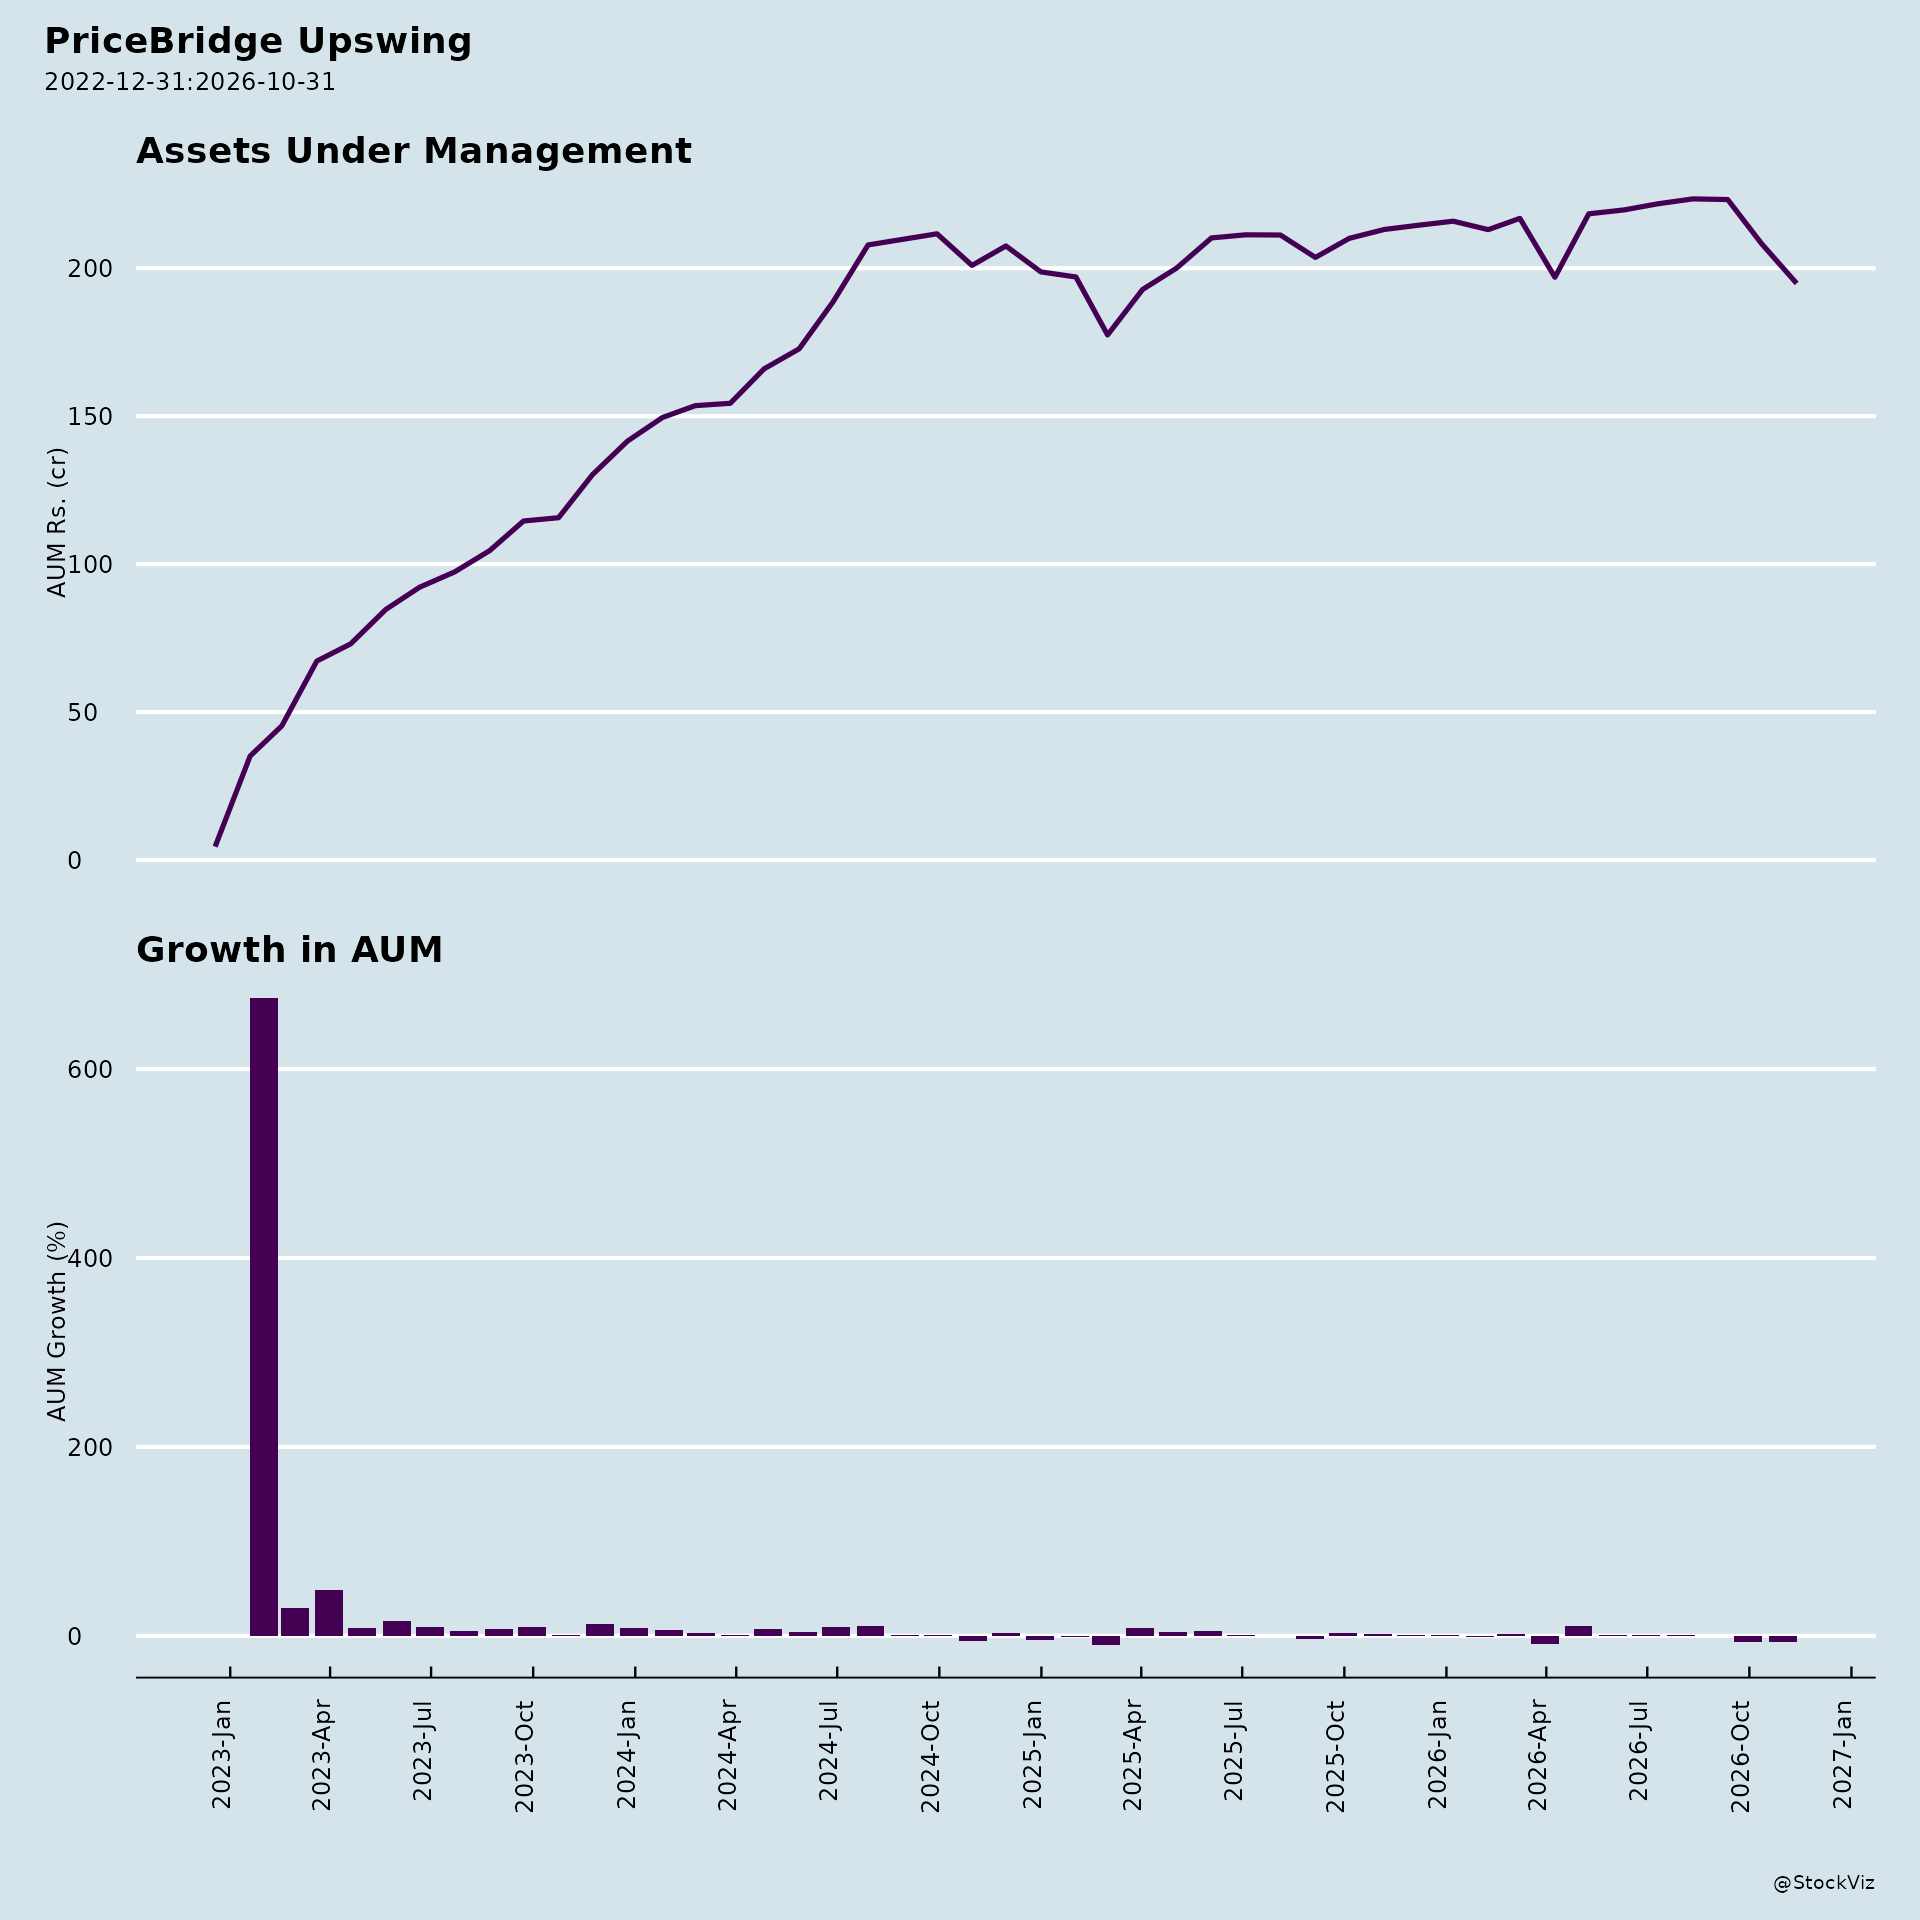 PriceBridge Upswing
2022-12-31:2026-10-31
Assets Under Management
AUM Rs. (cr)
200
150
100
50
0
Growth in AUM
AUM Growth (%)
600
400
200
0
2023-Jan
2023-Apr
2023-Jul
2023-Oct
2024-Jan
2024-Apr
2024-Jul
2024-Oct
2025-Jan
2025-Apr
2025-Jul
2025-Oct
2026-Jan
2026-Apr
2026-Jul
2026-Oct
2027-Jan
@StockViz